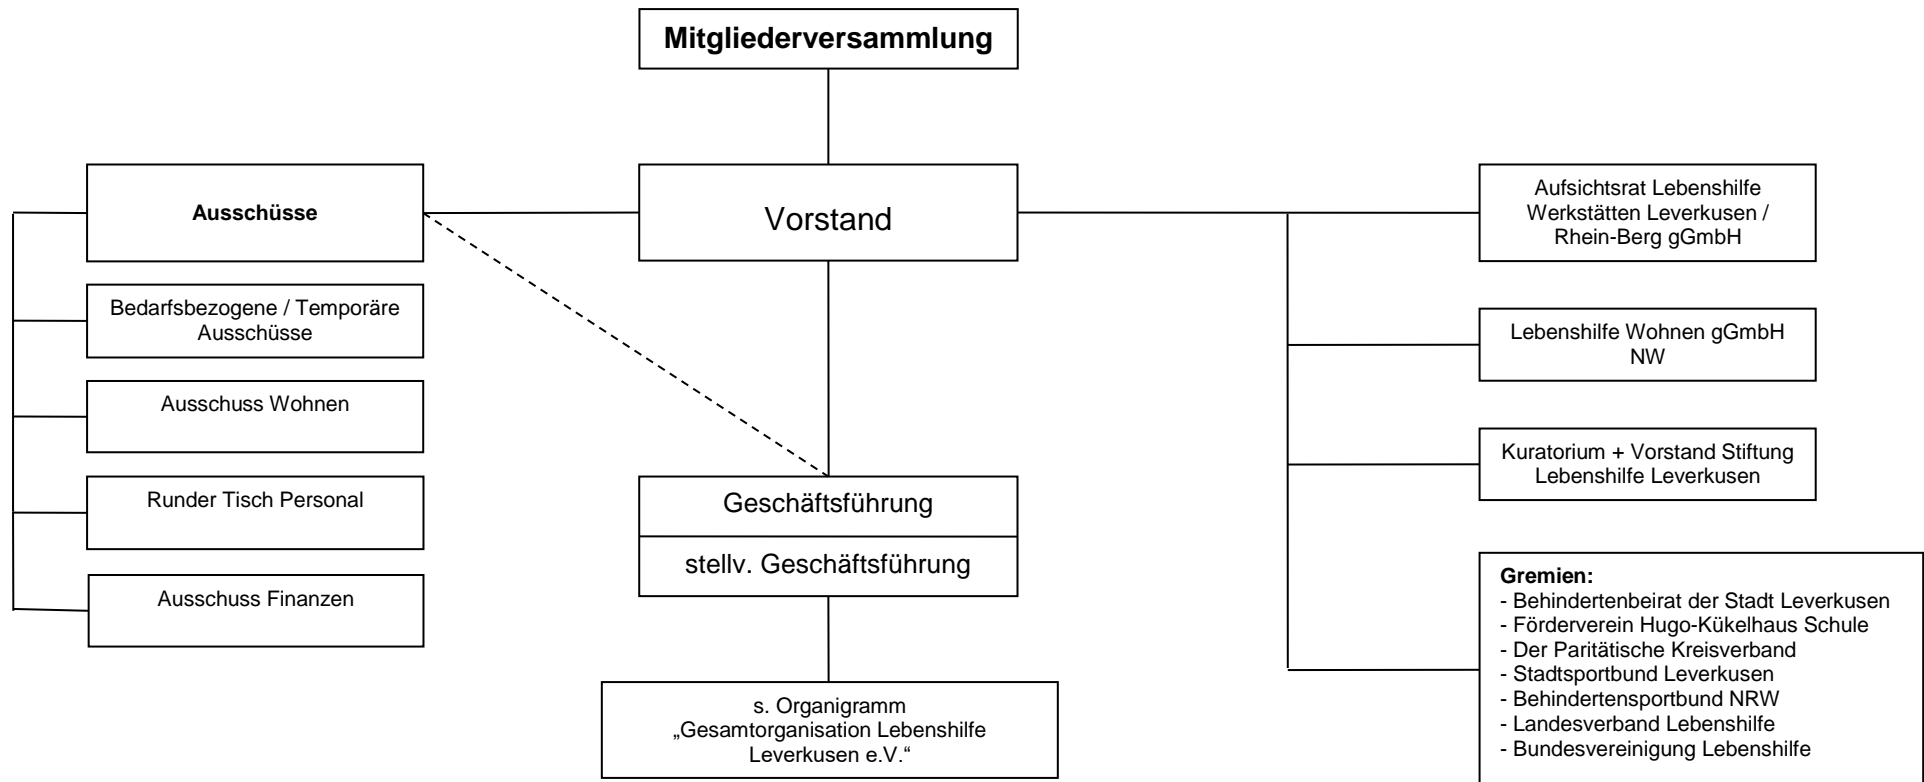 Mitgliederversammlung
Ausschüsse
Vorstand
Aufsichtsrat Lebenshilfe
Werkstätten Leverkusen /
Rhein-Berg gGmbH
Bedarfsbezogene / Temporäre
Ausschüsse
Lebenshilfe Wohnen gGmbH
NW
Ausschuss Wohnen
Kuratorium + Vorstand Stiftung
Lebenshilfe Leverkusen
Runder Tisch Personal
Geschäftsführung
stellv. Geschäftsführung
Ausschuss Finanzen
Gremien:
- Behindertenbeirat der Stadt Leverkusen
- Förderverein Hugo-Kükelhaus Schule
- Der Paritätische Kreisverband
- Stadtsportbund Leverkusen
- Behindertensportbund NRW
- Landesverband Lebenshilfe
- Bundesvereinigung Lebenshilfe
s. Organigramm
„Gesamtorganisation Lebenshilfe
Leverkusen e.V.“